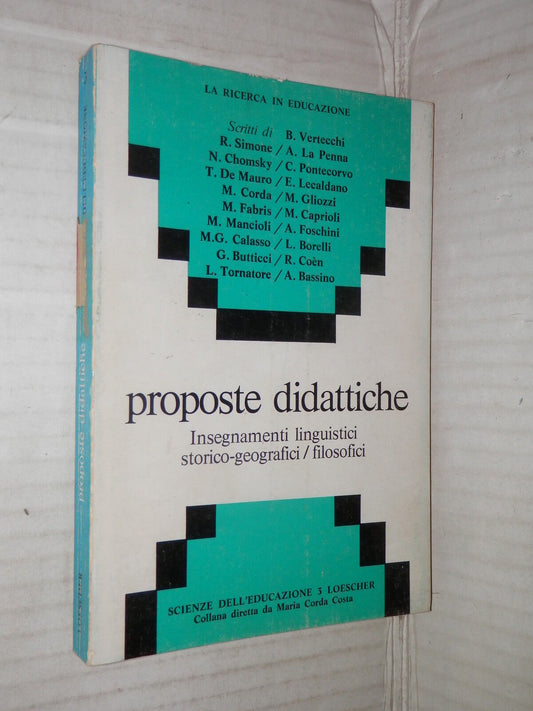 LA RICERCA IN EDUCAZIONE
Scritti di B. Vertecchi
R. Simone / A. La Penna
N. Chomsky / C. Pontecorvo
T. De Mauro / E. Lecaldano
M. Corda / M. Gliozzi
M. Fabris / M. Caprioli
M. Mancioli / A. Foschini
M.G. Calasso / L. Borelli
G. Butticci / R. Coèn
L. Tornatore / A. Bassino
proposte didattiche
Insegnamenti linguistici
storico-geografici / filosofici
SCIENZE DELL'EDUCAZIONE 3 LOESCHER
Collana diretta da Maria Corda Costa
proposte didattiche
LOESCHER